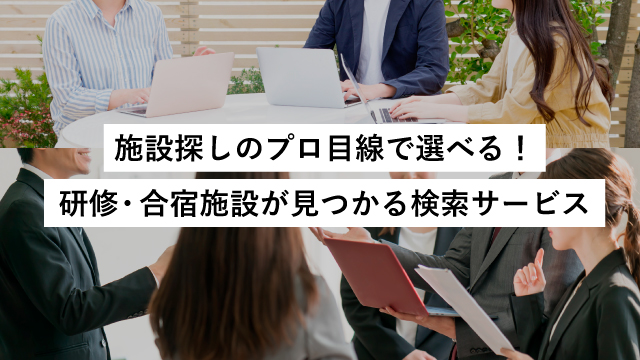 施設探しのプロ目線で選べる！
研修・合宿施設が見つかる検索サービス